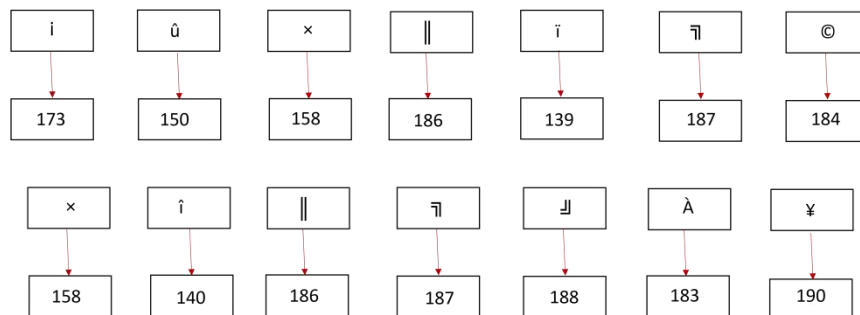 ¡ û × ║ ï ╗ ©
173 150 158 186 139 187 184
× î ║ ╗ ╝ À ¥
158 140 186 187 188 183 190